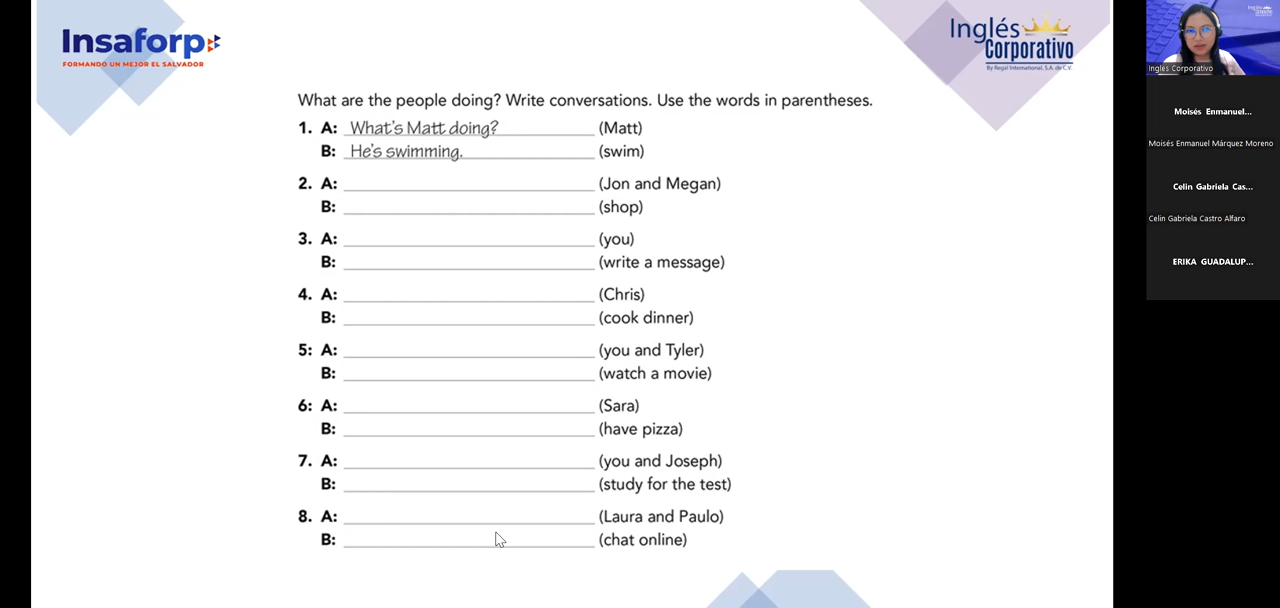 Insaforp
FORMANDO UN MEJOR EL SALVADOR
Inglés
Corporativo
By Regal International, S.A. de C.V.
What are the people doing? Write conversations. Use the words in parentheses.
1. A: What's Matt doing? (Matt)
B: He's swimming. (swim)
2. A: (Jon and Megan)
B: (shop)
3. A: (you)
B: (write a message)
4. A: (Chris)
B: (cook dinner)
5: A: (you and Tyler)
B: (watch a movie)
6: A: (Sara)
B: (have pizza)
7. A: (you and Joseph)
B: (study for the test)
8. A: (Laura and Paulo)
B: (chat online)
Inglés Corporativo
Moisés Enmanuel...
Moisés Enmanuel Márquez Moreno
Celin Gabriela Cas...
Celin Gabriela Castro Alfaro
ERIKA GUADALUP...